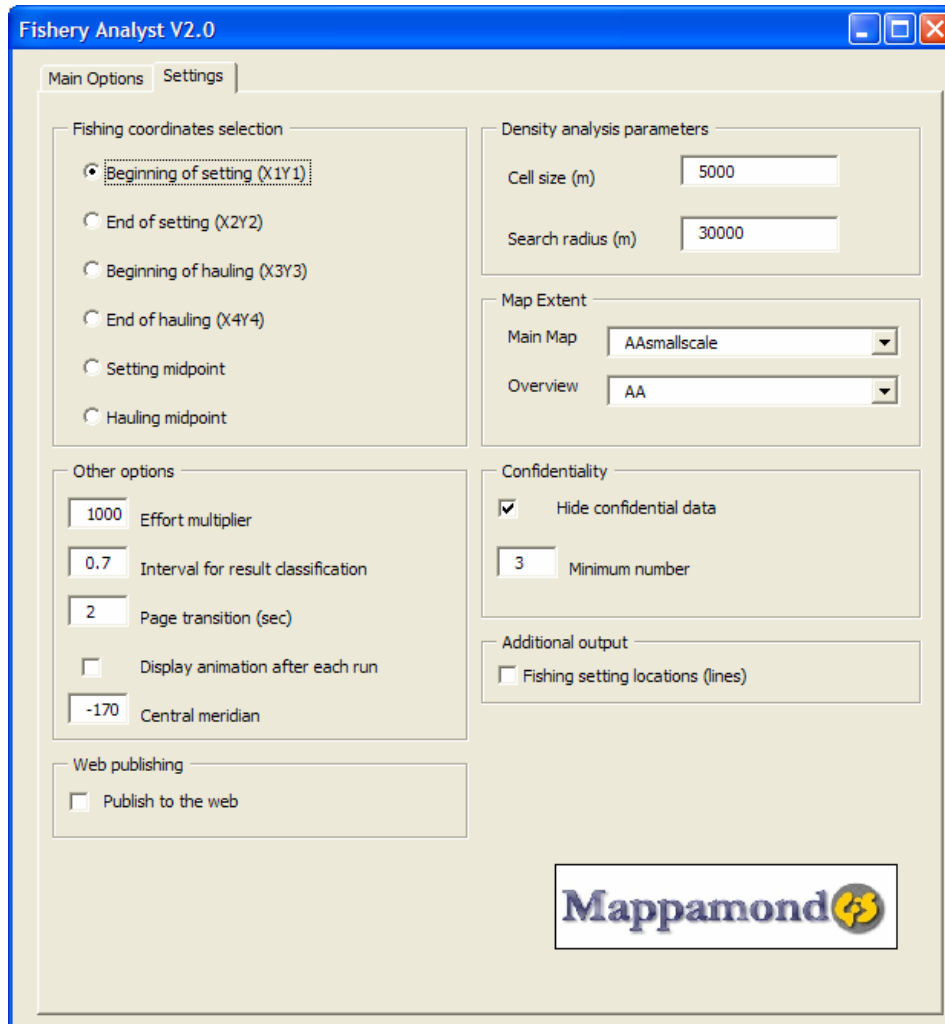 Fishery Analyst V2.0
Main Options
Settings
Fishing coordinates selection
Beginning of setting (X1Y1)
End of setting (X2Y2)
Beginning of hauling (X3Y3)
End of hauling (X4Y4)
Setting midpoint
Hauling midpoint
Density analysis parameters
Cell size (m) 5000
Search radius (m) 30000
Map Extent
Main Map AAsmallscale
Overview AA
Other options
1000 Effort multiplier
0.7 Interval for result classification
2 Page transition (sec)
Display animation after each run
-170 Central meridian
Confidentiality
Hide confidential data
3 Minimum number
Additional output
Fishing setting locations (lines)
Web publishing
Publish to the web
Mappamond GIS